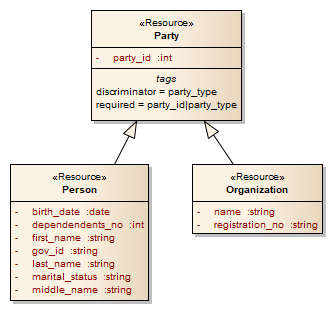 «Resource»
Party
- party_id :int
tags
discriminator = party_type
required = party_id|party_type
«Resource»
Person
- birth_date :date
- dependendents_no :int
- first_name :string
- gov_id :string
- last_name :string
- marital_status :string
- middle_name :string
«Resource»
Organization
- name :string
- registration_no :string